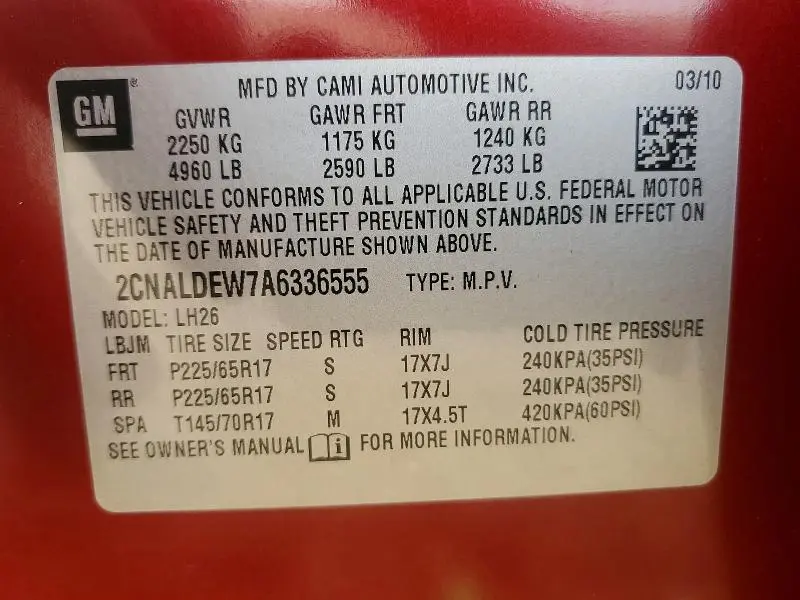 GM®
MFD BY CAMI AUTOMOTIVE INC. 03/10
GVWR GAWR FRT GAWR RR
2250 KG 1175 KG 1240 KG
4960 LB 2590 LB 2733 LB
THIS VEHICLE CONFORMS TO ALL APPLICABLE U.S. FEDERAL MOTOR
VEHICLE SAFETY AND THEFT PREVENTION STANDARDS IN EFFECT ON
THE DATE OF MANUFACTURE SHOWN ABOVE.
2CNALDEW7A6336555 TYPE: M.P.V.
MODEL: LH26
LBJM TIRE SIZE SPEED RTG RIM COLD TIRE PRESSURE
FRT P225/65R17 S 17X7J 240KPA(35PSI)
RR P225/65R17 S 17X7J 240KPA(35PSI)
SPA T145/70R17 M 17X4.5T 420KPA(60PSI)
SEE OWNER'S MANUAL i FOR MORE INFORMATION.